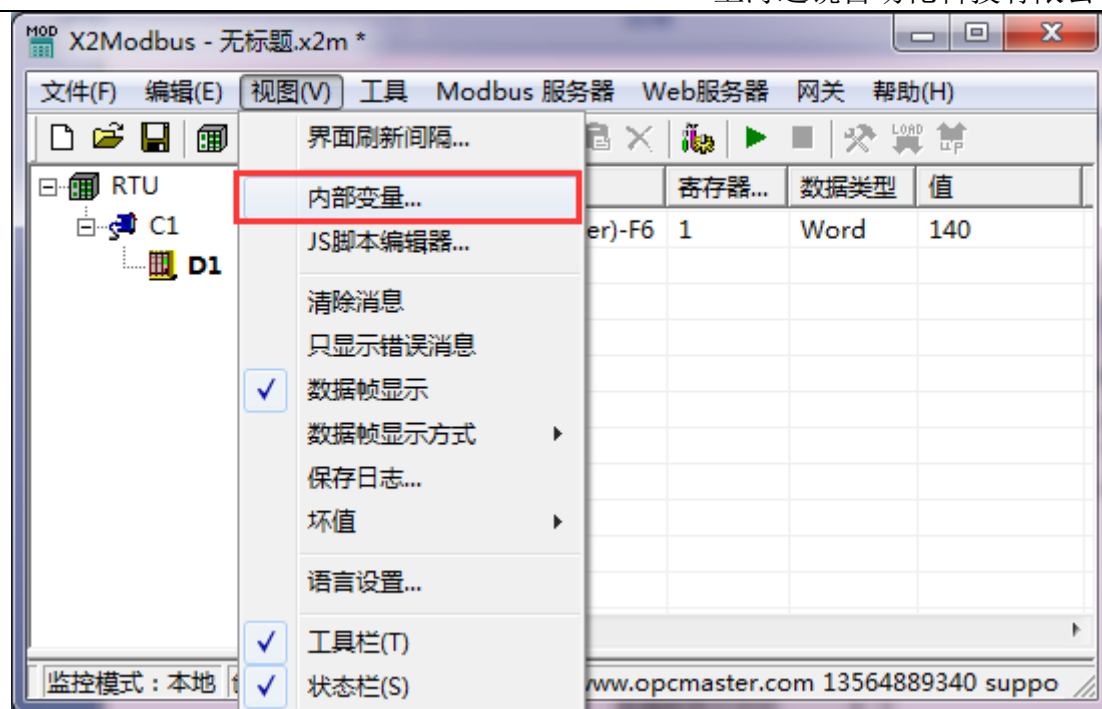 X2Modbus - 无标题.x2m *
文件(F) 编辑(E) 视图(V) 工具 Modbus 服务器 Web服务器 网关 帮助(H)
界面刷新间隔...
内部变量...
JS脚本编辑器...
清除消息
只显示错误消息
数据帧显示
数据帧显示方式
保存日志...
坏值
语言设置...
工具栏(T)
状态栏(S)
RTU
C1
D1
寄存器... 数据类型 值
er)-F6 1 Word 140
监控模式：本地
www.opcmaster.com 13564889340 suppo